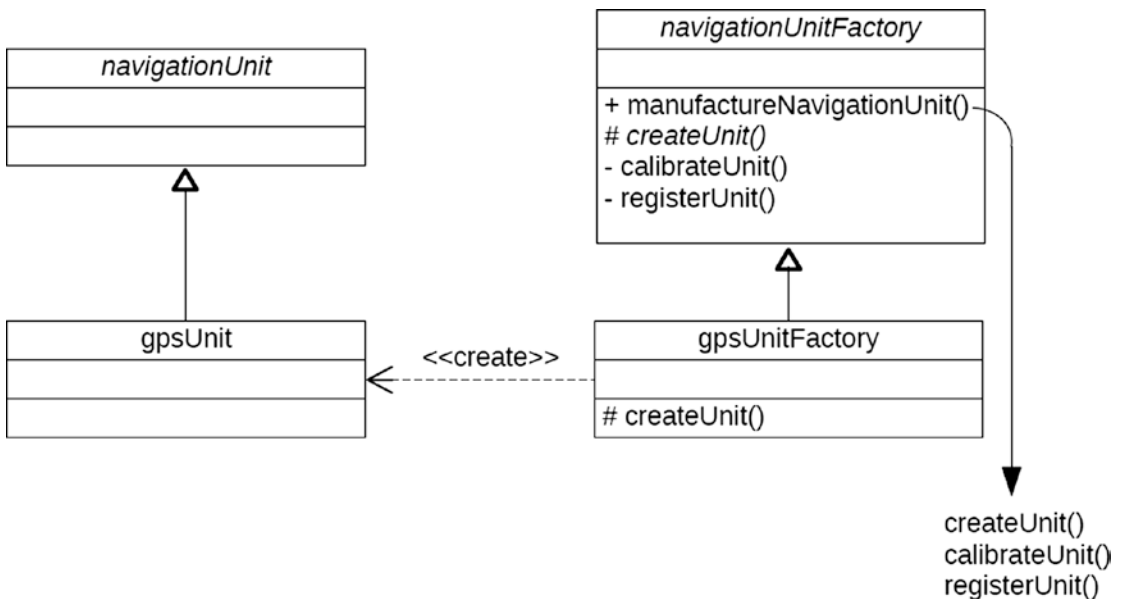 navigationUnit
navigationUnitFactory
+ manufactureNavigationUnit()
# createUnit()
- calibrateUnit()
- registerUnit()
gpsUnit
<<create>>
gpsUnitFactory
# createUnit()
createUnit()
calibrateUnit()
registerUnit()